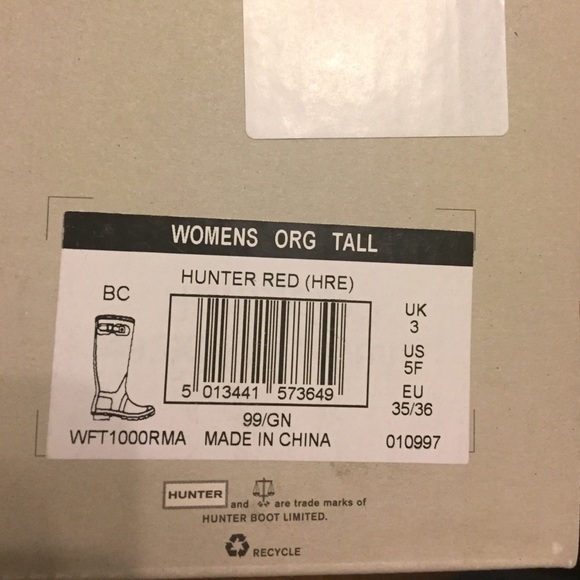 WOMENS ORG TALL
HUNTER RED (HRE)
BC
UK
3
US
5F
EU
35/36
5 013441 573649
99/GN
WFT1000RMA MADE IN CHINA 010997
HUNTER and are trade marks of
HUNTER BOOT LIMITED.
RECYCLE